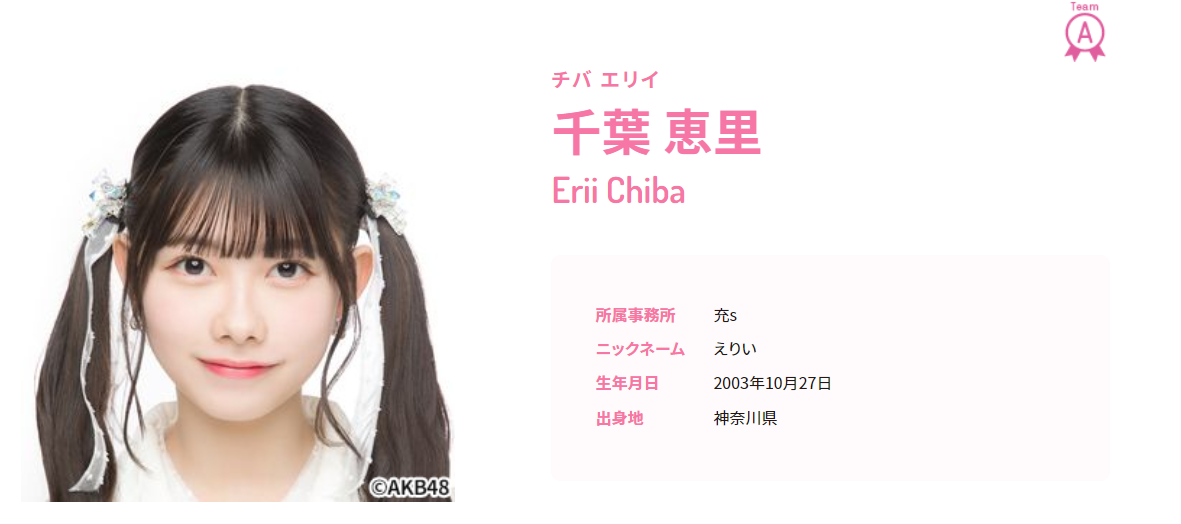 Team
A
チバ エリイ
千葉 恵里
Erii Chiba
所属事務所 充s
ニックネーム えりい
生年月日 2003年10月27日
出身地 神奈川県
©AKB48